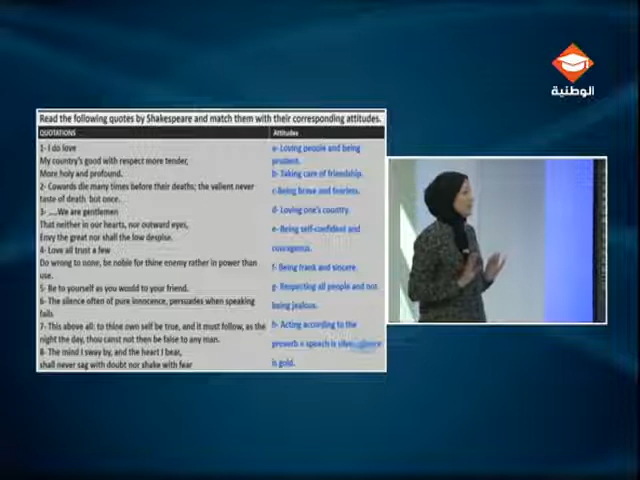 الوطنية
Read the following quotes by Shakespeare and match them with their corresponding attitudes.
QUOTATIONS
1- I do love
My country's good with respect more tender,
More holy and profound.
2- Cowards die many times before their deaths; the valient never
taste of death but once.
3- ....We are gentlemen
That neither in our hearts, nor outward eyes,
Envy the great nor shall the low despise.
4- Love all trust a few
Do wrong to none, be noble for thine enemy rather in power than
use.
5- Be to yourself as you would to your friend.
6- The silence often of pure innocence, persuades when speaking
fails
7- This above all: to thine own self be true, and it must follow, as the
night the day, thou canst not then be false to any man.
8- The mind I sway by, and the heart I bear,
shall never sag with doubt nor shake with fear
Attitudes
a- Loving people and being
prudent.
b- Taking care of friendship.
c-Being brave and fearless.
d- Loving one's country.
e- Being self-confident and
courageous.
f- Being frank and sincere
g- Respecting all people and not
being jealous.
h- Acting according to the
proverb « speech is silver, silence
is gold.